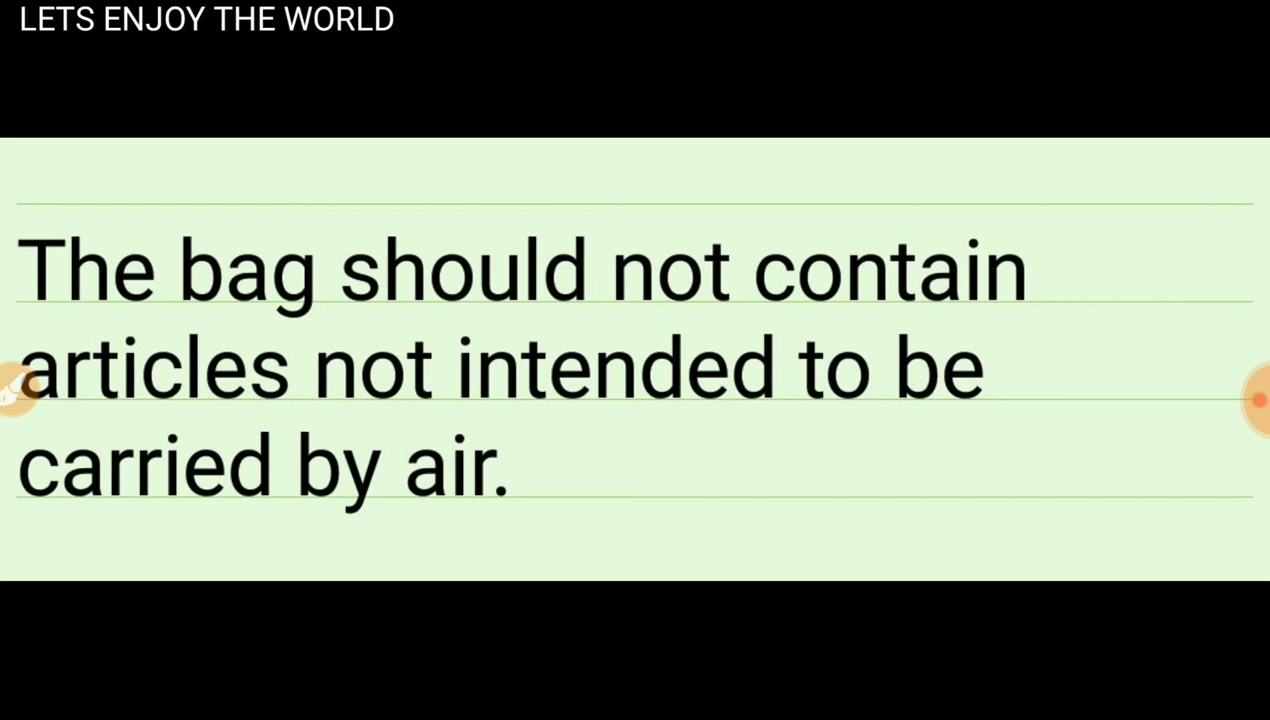 LETS ENJOY THE WORLD
The bag should not contain
articles not intended to be
carried by air.